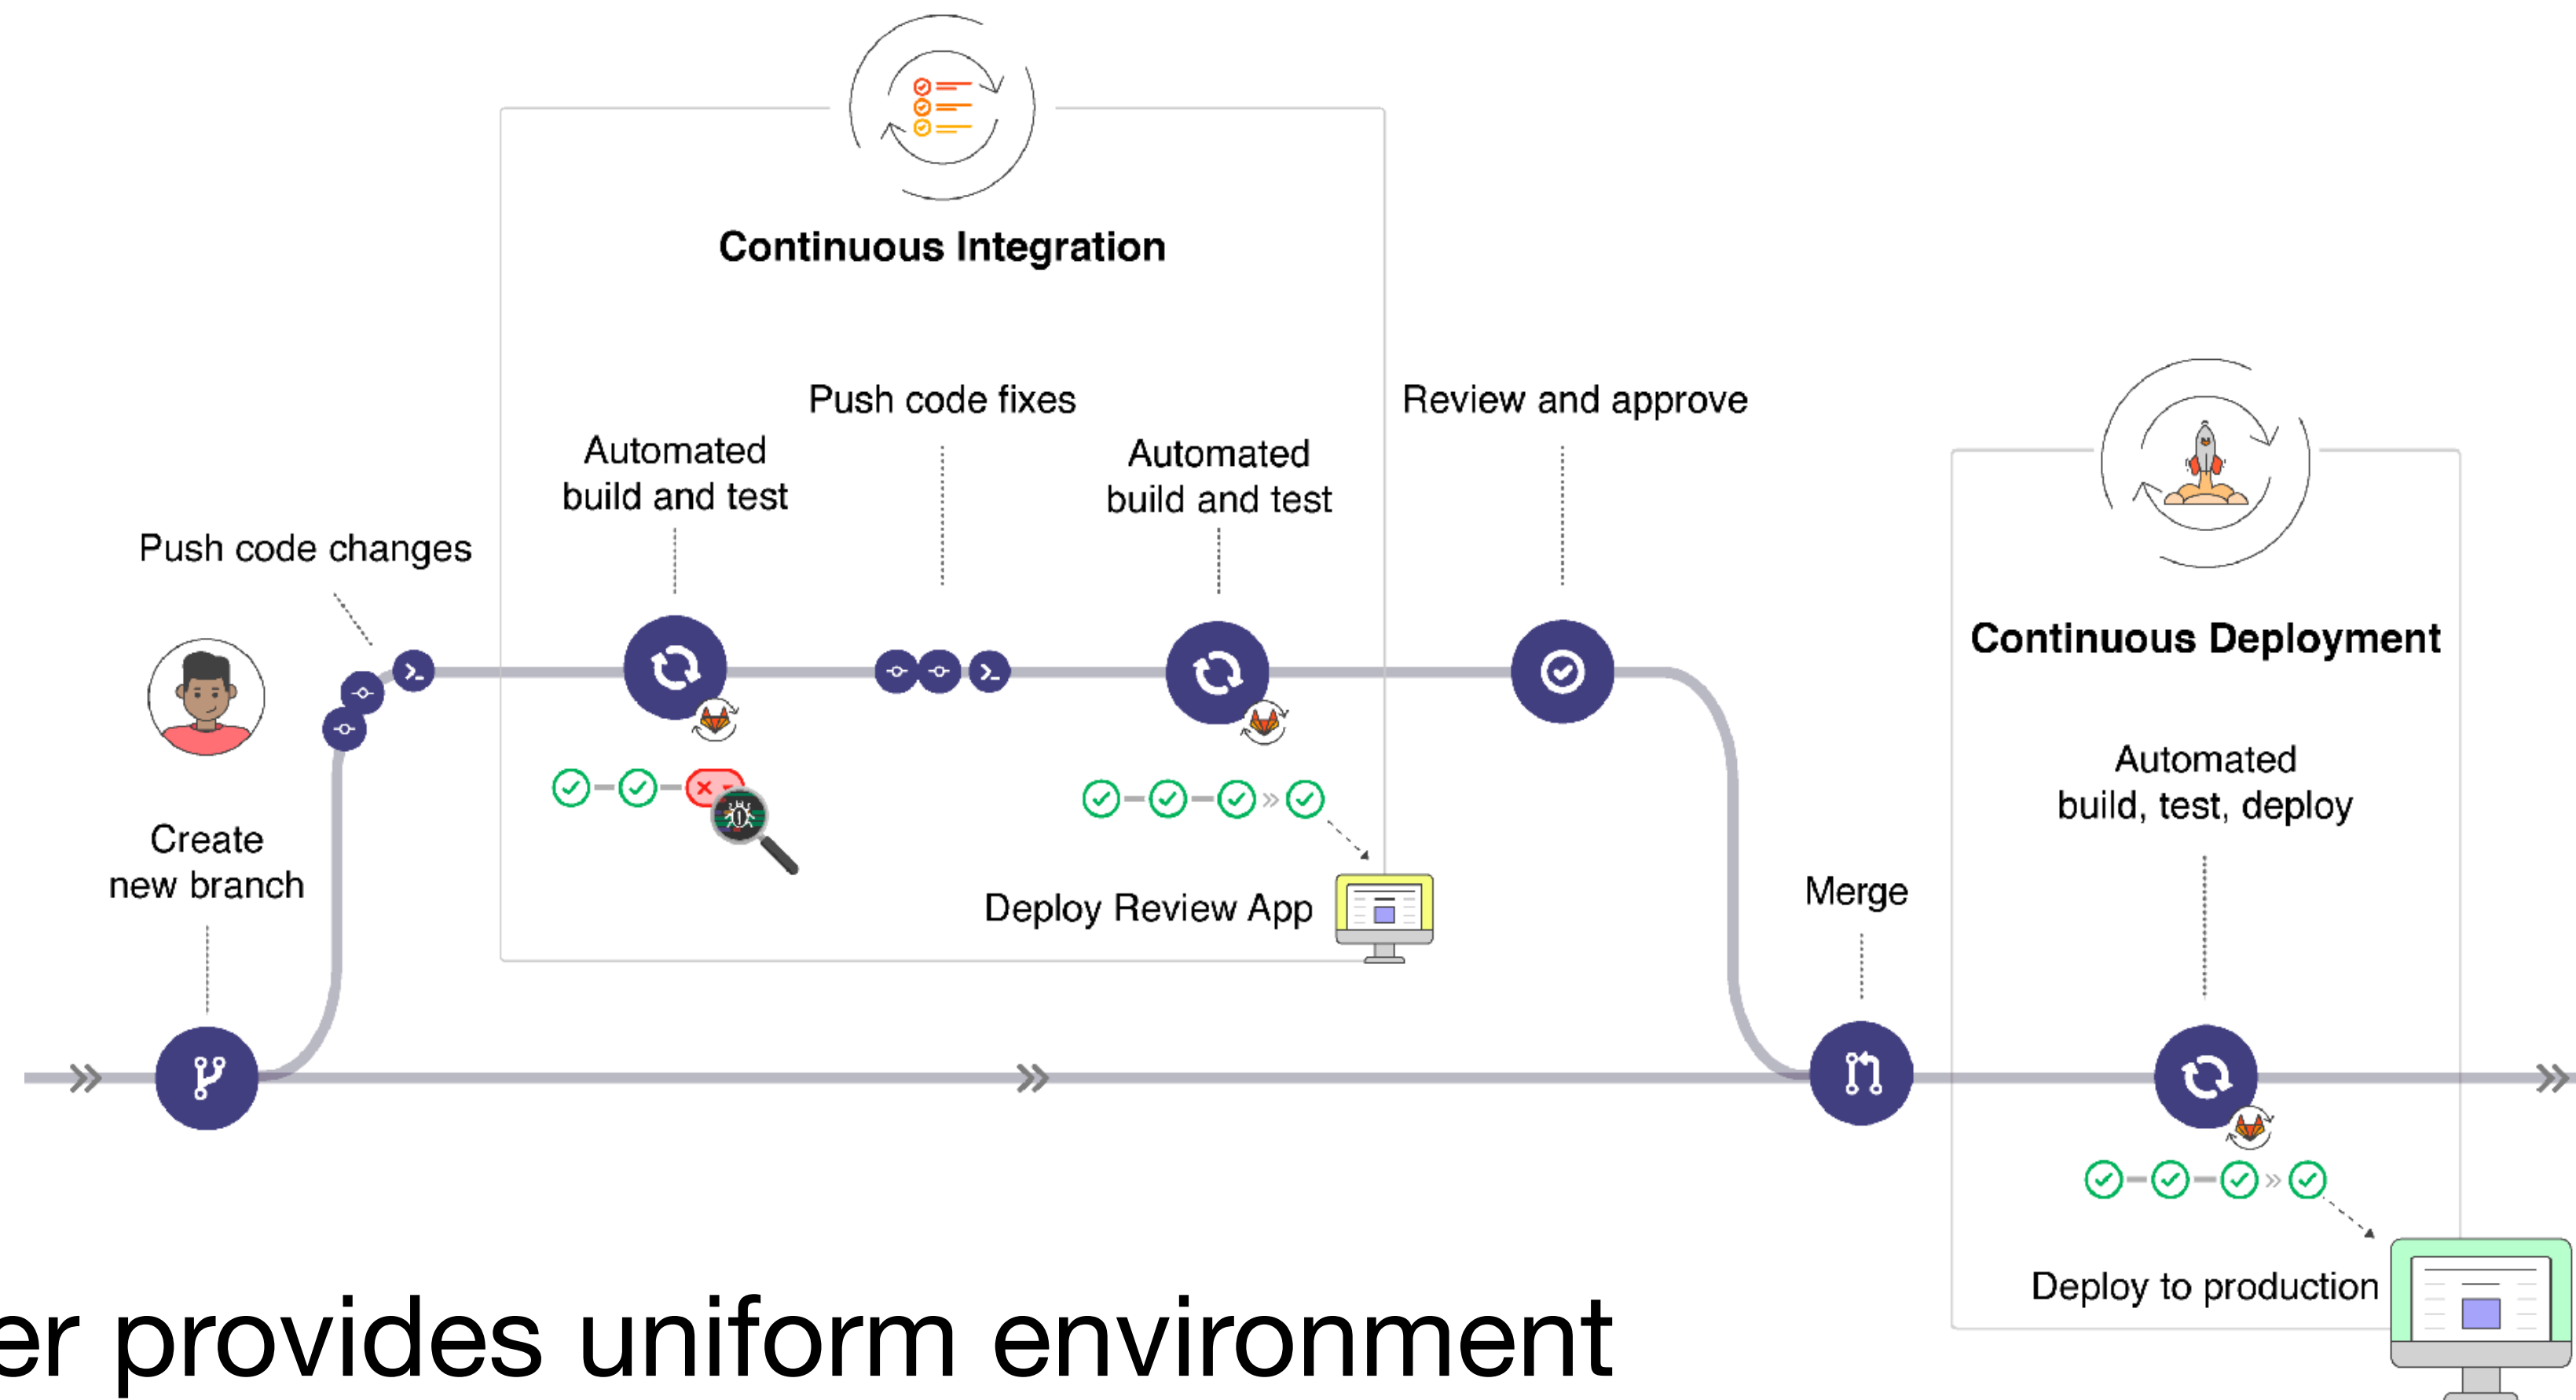 Continuous Integration
Push code fixes
Review and approve
Automated
build and test
Automated
build and test
Push code changes
Continuous Deployment
Automated
build, test, deploy
Create
new branch
Merge
Deploy Review App
Deploy to production
er provides uniform environment